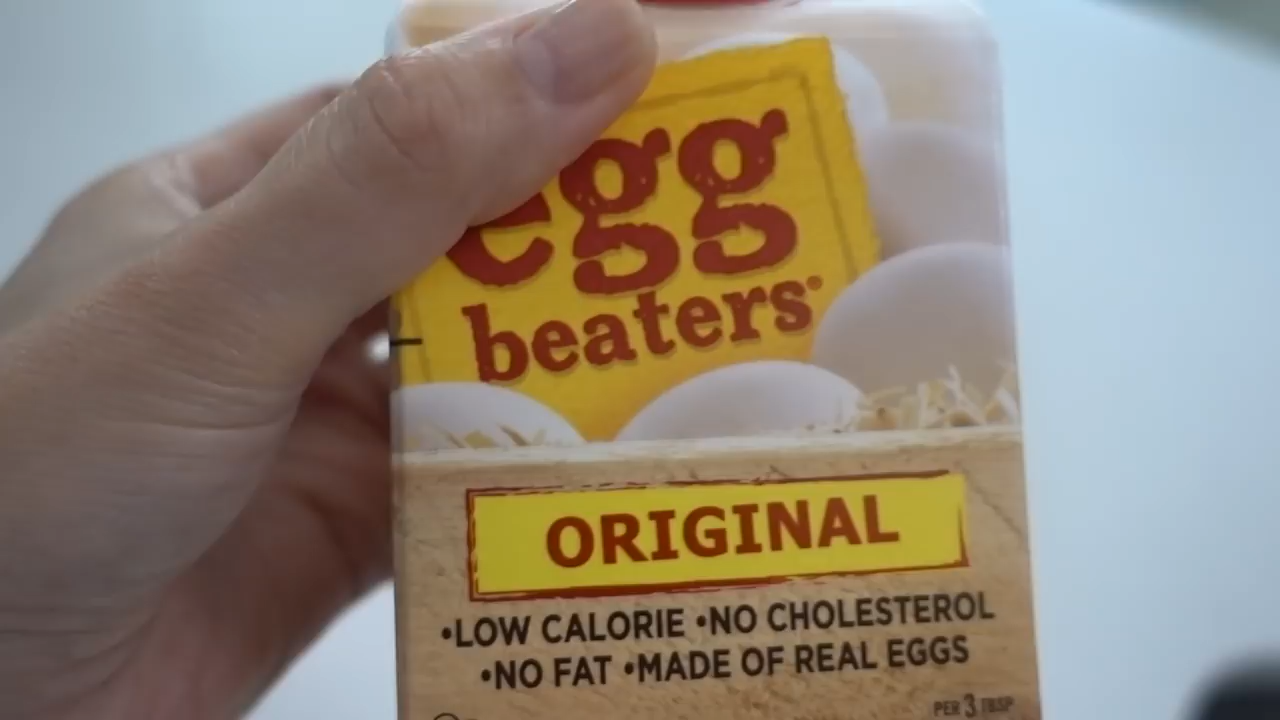 egg
beaters®
ORIGINAL
•LOW CALORIE •NO CHOLESTEROL
•NO FAT •MADE OF REAL EGGS
PER 3 TBSP